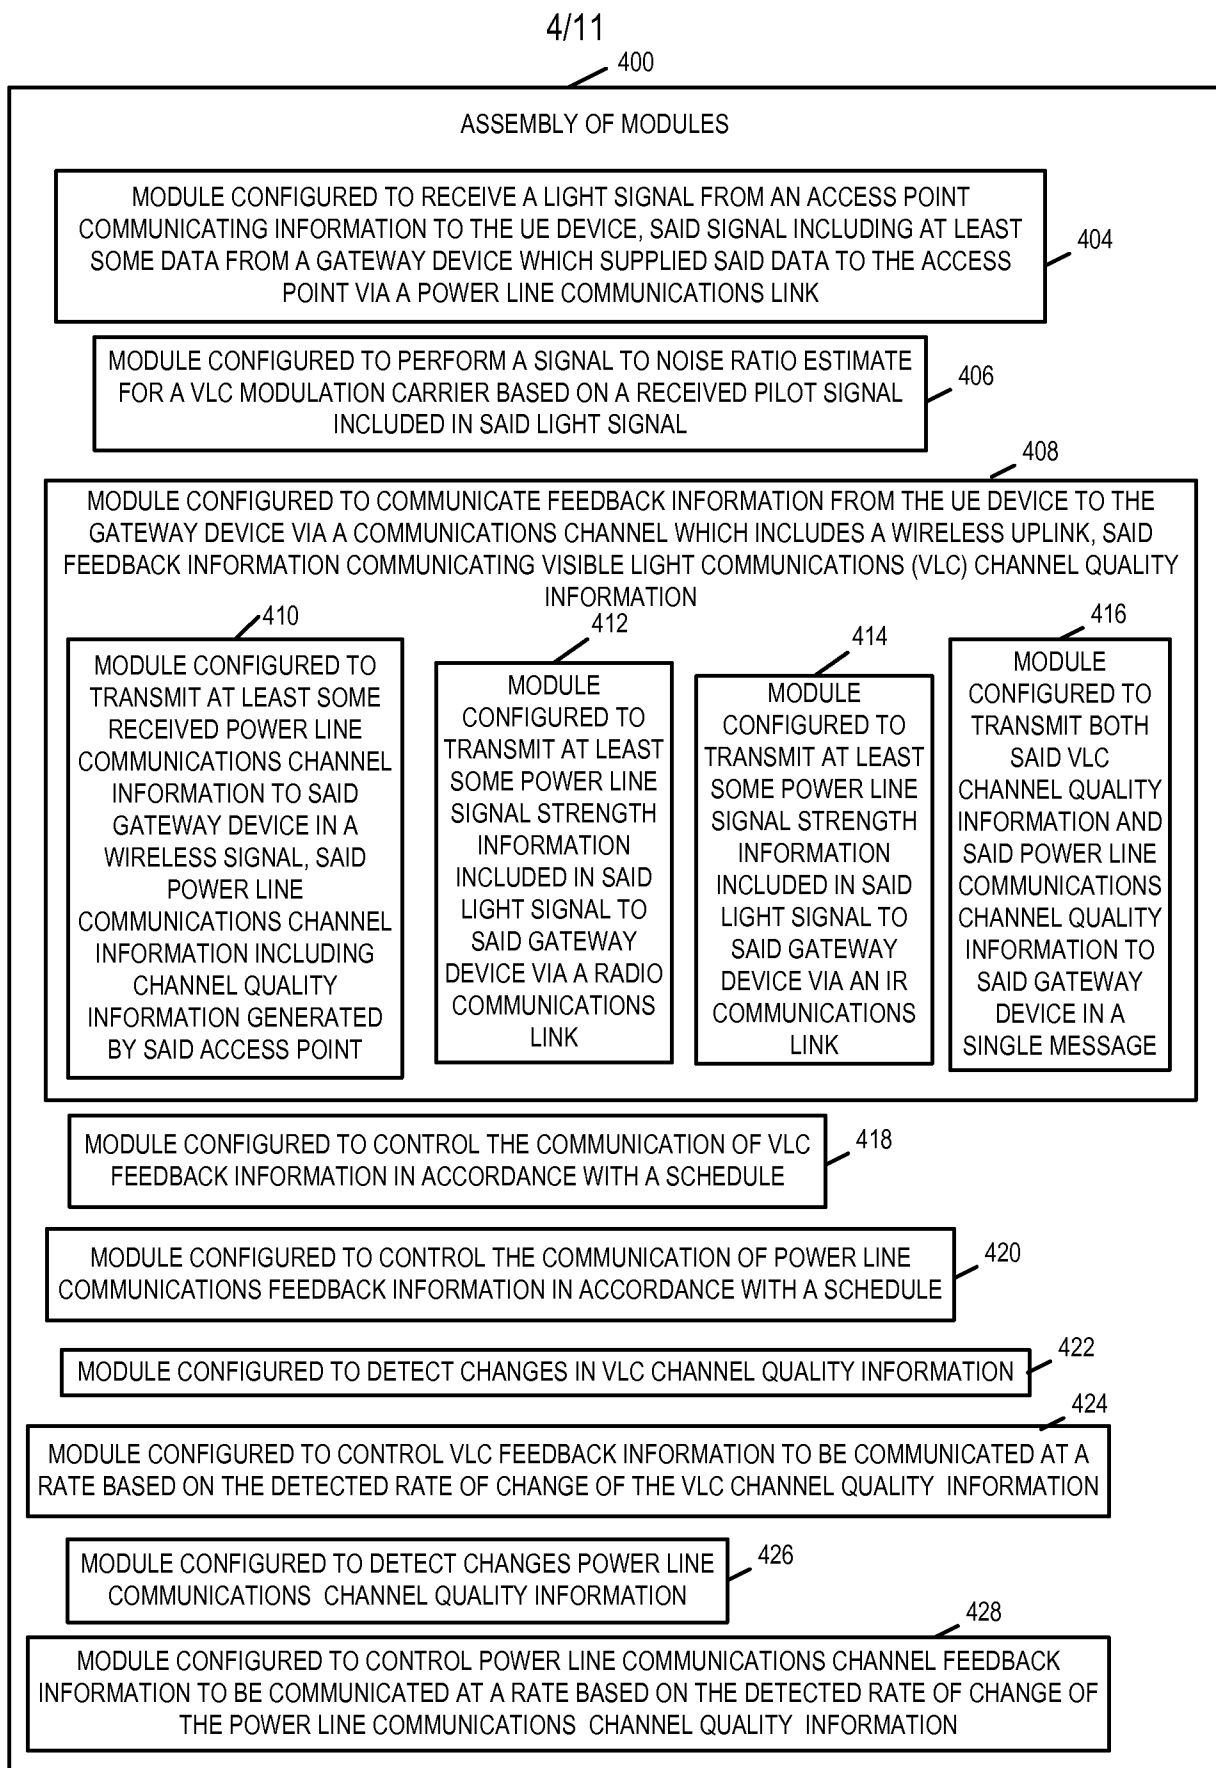 4/11
400
ASSEMBLY OF MODULES
MODULE CONFIGURED TO RECEIVE A LIGHT SIGNAL FROM AN ACCESS POINT
COMMUNICATING INFORMATION TO THE UE DEVICE, SAID SIGNAL INCLUDING AT LEAST
SOME DATA FROM A GATEWAY DEVICE WHICH SUPPLIED SAID DATA TO THE ACCESS
POINT VIA A POWER LINE COMMUNICATIONS LINK
404
MODULE CONFIGURED TO PERFORM A SIGNAL TO NOISE RATIO ESTIMATE
FOR A VLC MODULATION CARRIER BASED ON A RECEIVED PILOT SIGNAL
INCLUDED IN SAID LIGHT SIGNAL
406
408
MODULE CONFIGURED TO COMMUNICATE FEEDBACK INFORMATION FROM THE UE DEVICE TO THE
GATEWAY DEVICE VIA A COMMUNICATIONS CHANNEL WHICH INCLUDES A WIRELESS UPLINK, SAID
FEEDBACK INFORMATION COMMUNICATING VISIBLE LIGHT COMMUNICATIONS (VLC) CHANNEL QUALITY
INFORMATION
410
MODULE CONFIGURED TO
TRANSMIT AT LEAST SOME
RECEIVED POWER LINE
COMMUNICATIONS CHANNEL
INFORMATION TO SAID
GATEWAY DEVICE IN A
WIRELESS SIGNAL, SAID
POWER LINE
COMMUNICATIONS CHANNEL
INFORMATION INCLUDING
CHANNEL QUALITY
INFORMATION GENERATED
BY SAID ACCESS POINT
412
MODULE
CONFIGURED TO
TRANSMIT AT LEAST
SOME POWER LINE
SIGNAL STRENGTH
INFORMATION
INCLUDED IN SAID
LIGHT SIGNAL TO
SAID GATEWAY
DEVICE VIA A RADIO
COMMUNICATIONS
LINK
414
MODULE
CONFIGURED TO
TRANSMIT AT LEAST
SOME POWER LINE
SIGNAL STRENGTH
INFORMATION
INCLUDED IN SAID
LIGHT SIGNAL TO
SAID GATEWAY
DEVICE VIA AN IR
COMMUNICATIONS
LINK
416
MODULE
CONFIGURED TO
TRANSMIT BOTH
SAID VLC
CHANNEL QUALITY
INFORMATION AND
SAID POWER LINE
COMMUNICATIONS
CHANNEL QUALITY
INFORMATION TO
SAID GATEWAY
DEVICE IN A
SINGLE MESSAGE
MODULE CONFIGURED TO CONTROL THE COMMUNICATION OF VLC
FEEDBACK INFORMATION IN ACCORDANCE WITH A SCHEDULE
418
MODULE CONFIGURED TO CONTROL THE COMMUNICATION OF POWER LINE
COMMUNICATIONS FEEDBACK INFORMATION IN ACCORDANCE WITH A SCHEDULE
420
MODULE CONFIGURED TO DETECT CHANGES IN VLC CHANNEL QUALITY INFORMATION
422
424
MODULE CONFIGURED TO CONTROL VLC FEEDBACK INFORMATION TO BE COMMUNICATED AT A
RATE BASED ON THE DETECTED RATE OF CHANGE OF THE VLC CHANNEL QUALITY INFORMATION
MODULE CONFIGURED TO DETECT CHANGES POWER LINE
COMMUNICATIONS CHANNEL QUALITY INFORMATION
426
428
MODULE CONFIGURED TO CONTROL POWER LINE COMMUNICATIONS CHANNEL FEEDBACK
INFORMATION TO BE COMMUNICATED AT A RATE BASED ON THE DETECTED RATE OF CHANGE OF
THE POWER LINE COMMUNICATIONS CHANNEL QUALITY INFORMATION